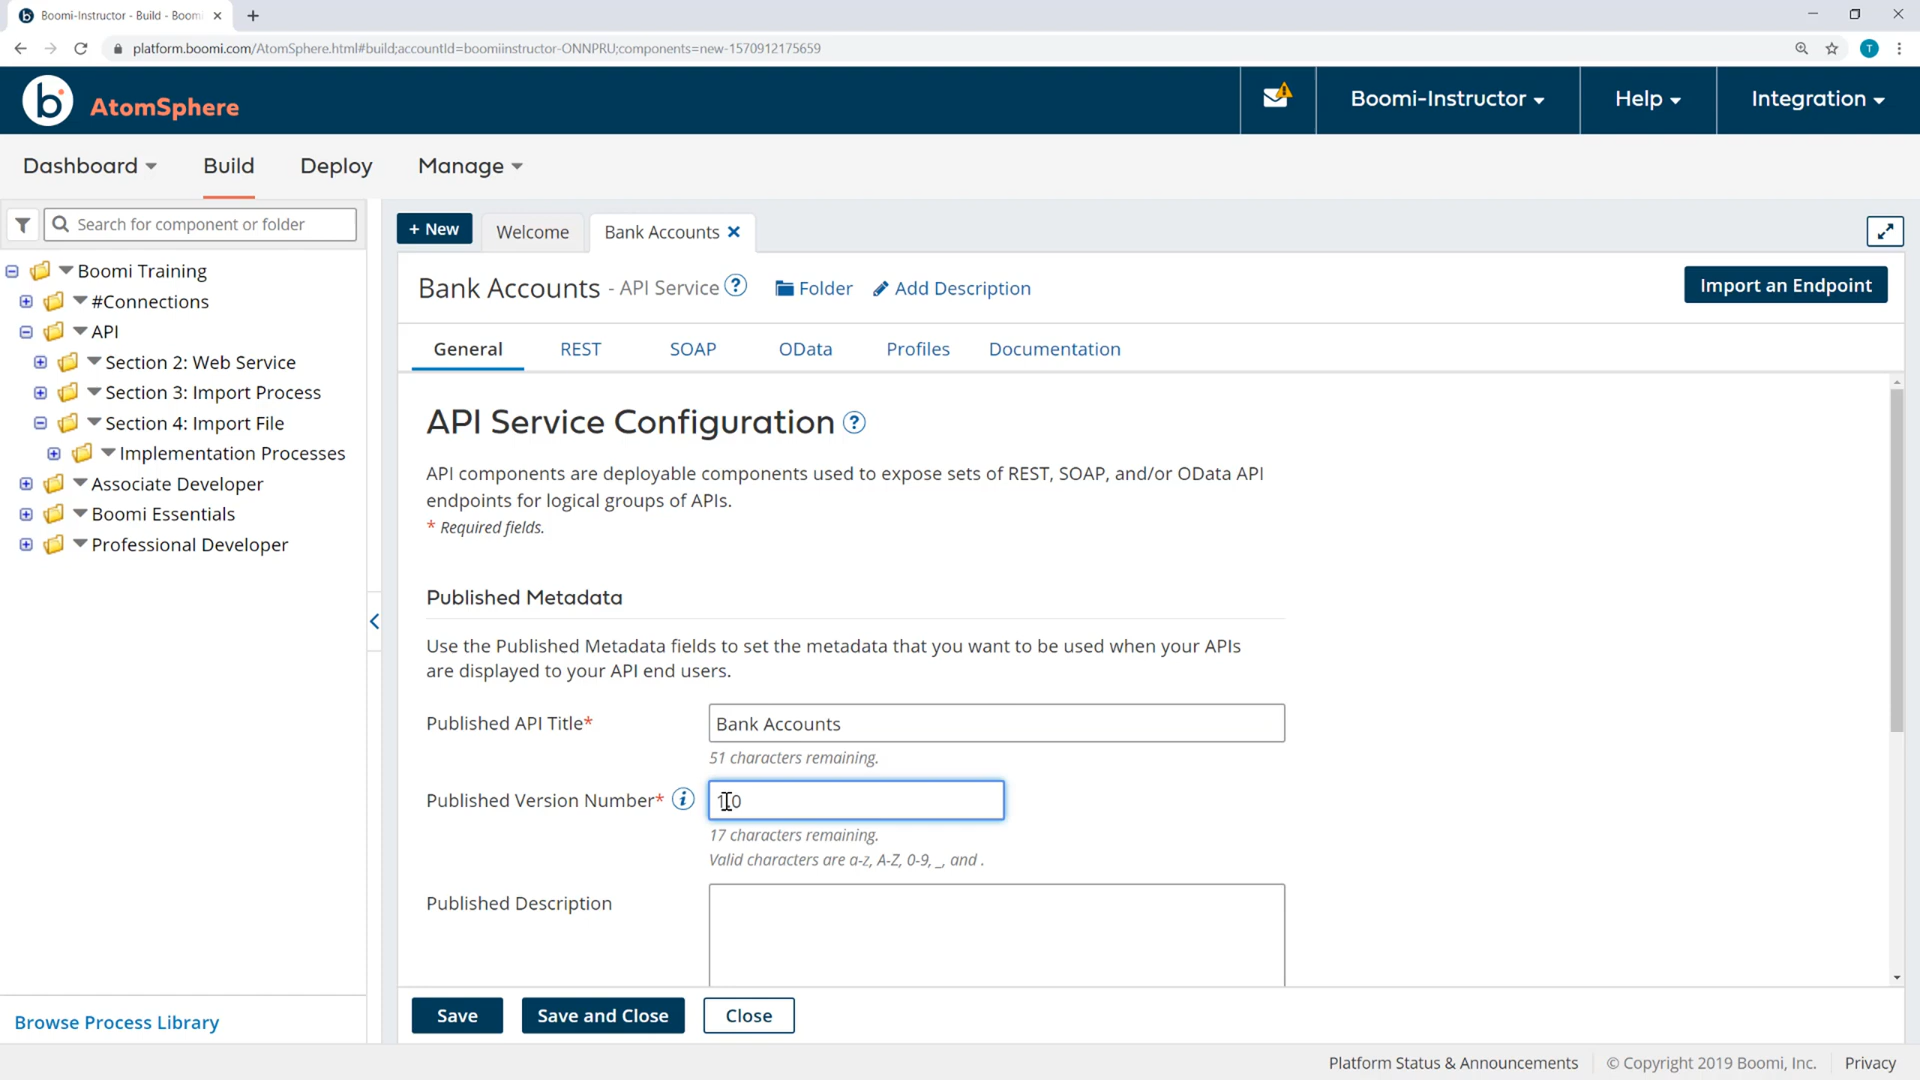 Boomi-Instructor - Build - Boomi
platform.boomi.com/AtomSphere.html#build;accountId=boomiinstructor-ONNPRU;components=new-1570912175659
T
b AtomSphere
Boomi-Instructor
Help
Integration
Dashboard
Build
Deploy
Manage
Search for component or folder
Boomi Training
#Connections
API
Section 2: Web Service
Section 3: Import Process
Section 4: Import File
Implementation Processes
Associate Developer
Boomi Essentials
Professional Developer
Browse Process Library
+ New
Welcome
Bank Accounts
Bank Accounts - API Service ?
Folder
Add Description
Import an Endpoint
General
REST
SOAP
OData
Profiles
Documentation
API Service Configuration ?
API components are deployable components used to expose sets of REST, SOAP, and/or OData API
endpoints for logical groups of APIs.
* Required fields.
Published Metadata
Use the Published Metadata fields to set the metadata that you want to be used when your APIs
are displayed to your API end users.
Published API Title*
Bank Accounts
51 characters remaining.
Published Version Number* i
1.0
17 characters remaining.
Valid characters are a-z, A-Z, 0-9, _, and .
Published Description
Save
Save and Close
Close
Platform Status & Announcements
© Copyright 2019 Boomi, Inc.
Privacy